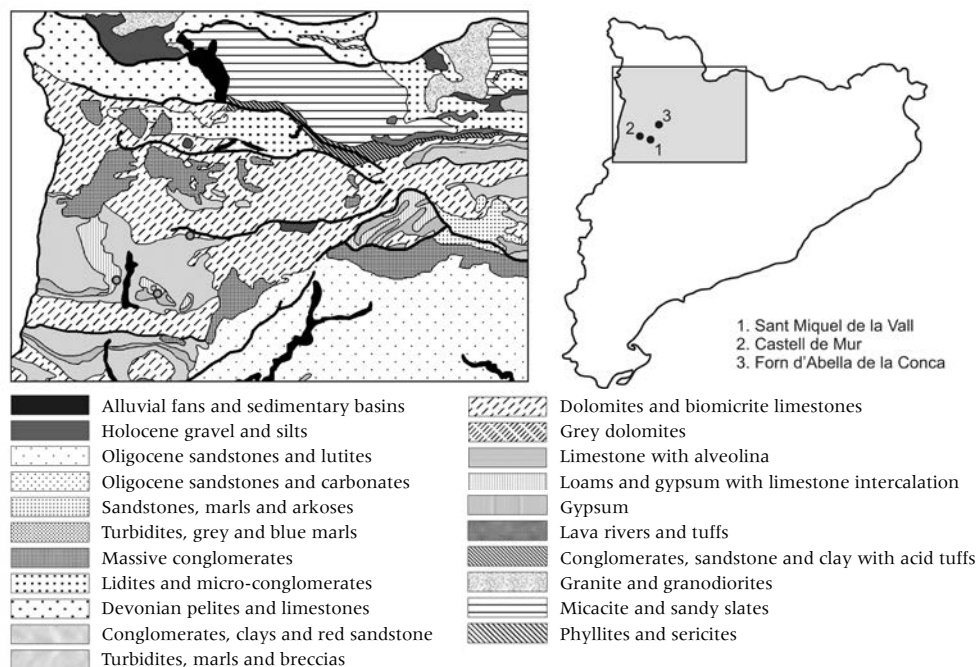 3
2
1
1. Sant Miquel de la Vall
2. Castell de Mur
3. Forn d'Abella de la Conca
Alluvial fans and sedimentary basins
Holocene gravel and silts
Oligocene sandstones and lutites
Oligocene sandstones and carbonates
Sandstones, marls and arkoses
Turbidites, grey and blue marls
Massive conglomerates
Lidites and micro-conglomerates
Devonian pelites and limestones
Conglomerates, clays and red sandstone
Turbidites, marls and breccias
Dolomites and biomicrite limestones
Grey dolomites
Limestone with alveolina
Loams and gypsum with limestone intercalation
Gypsum
Lava rivers and tuffs
Conglomerates, sandstone and clay with acid tuffs
Granite and granodiorites
Micacite and sandy slates
Phyllites and sericites